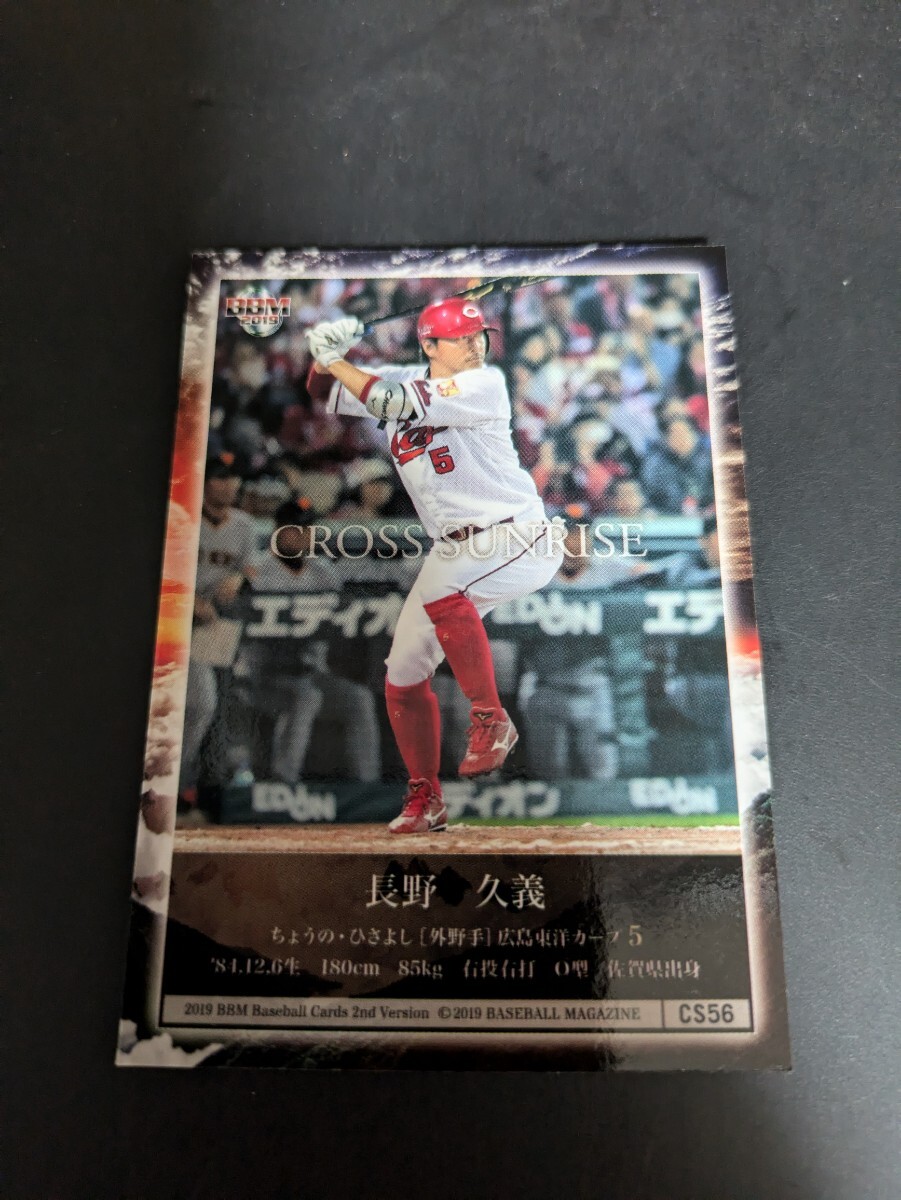 BBM
2019
C
Carp
5
CROSS SUNRISE
エディオ
EDION
エデ
EDION
ディオン
EDION
長野 久義
ちょうの・ひさよし [外野手] 広島東洋カープ 5
'84.12.6生 180cm 85kg 右投右打 O型 佐賀県出身
2019 BBM Baseball Cards 2nd Version ©2019 BASEBALL MAGAZINE CS56